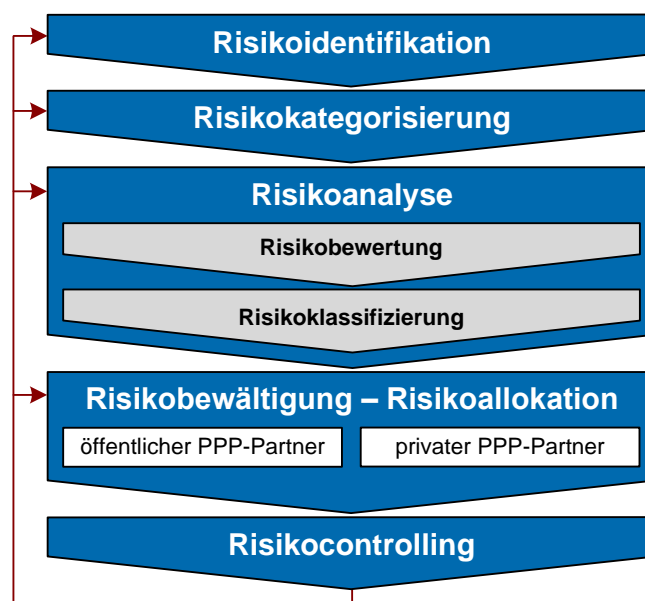 Risikoidentifikation
Risikokategorisierung
Risikoanalyse
Risikobewertung
Risikoklassifizierung
Risikobewältigung – Risikoallokation
öffentlicher PPP-Partner
privater PPP-Partner
Risikocontrolling